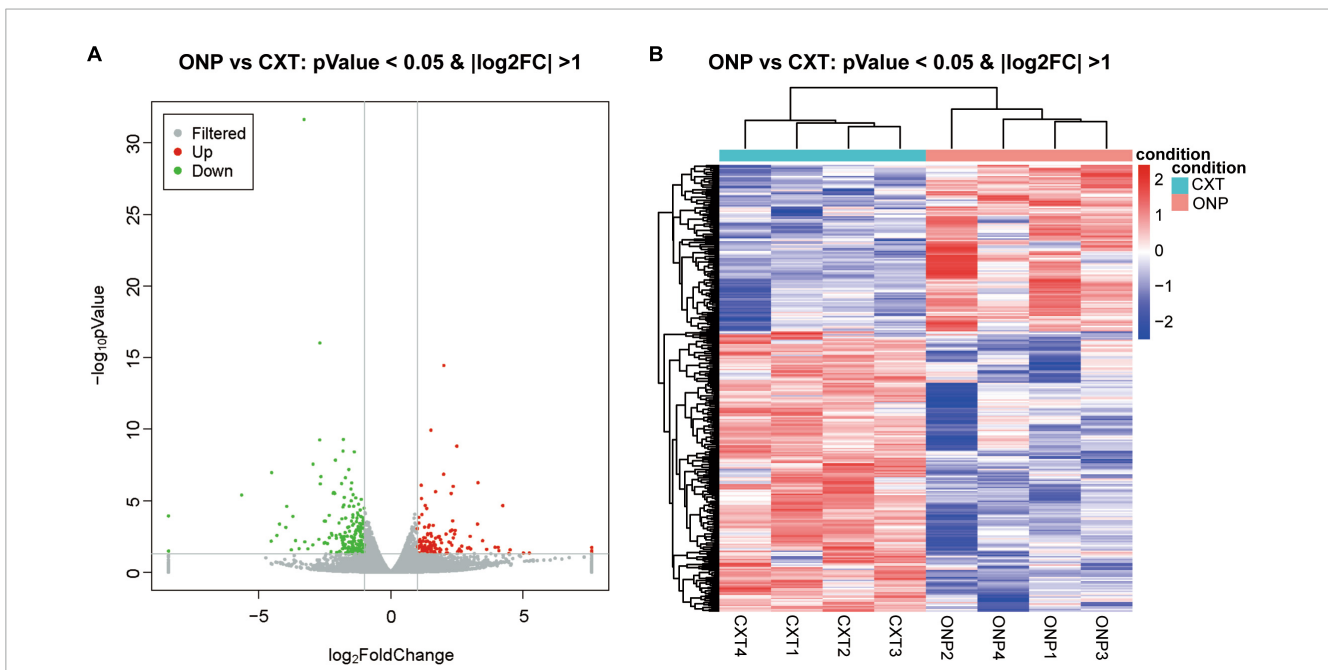 A
ONP vs CXT: pValue < 0.05 & |log2FC| >1
Filtered
Up
Down
30
25
20
15
10
5
0
−log₁₀pValue
−5
0
5
log₂FoldChange
B
ONP vs CXT: pValue < 0.05 & |log2FC| >1
condition
2
1
0
−1
−2
condition
CXT
ONP
CXT4
CXT1
CXT2
CXT3
ONP2
ONP4
ONP1
ONP3